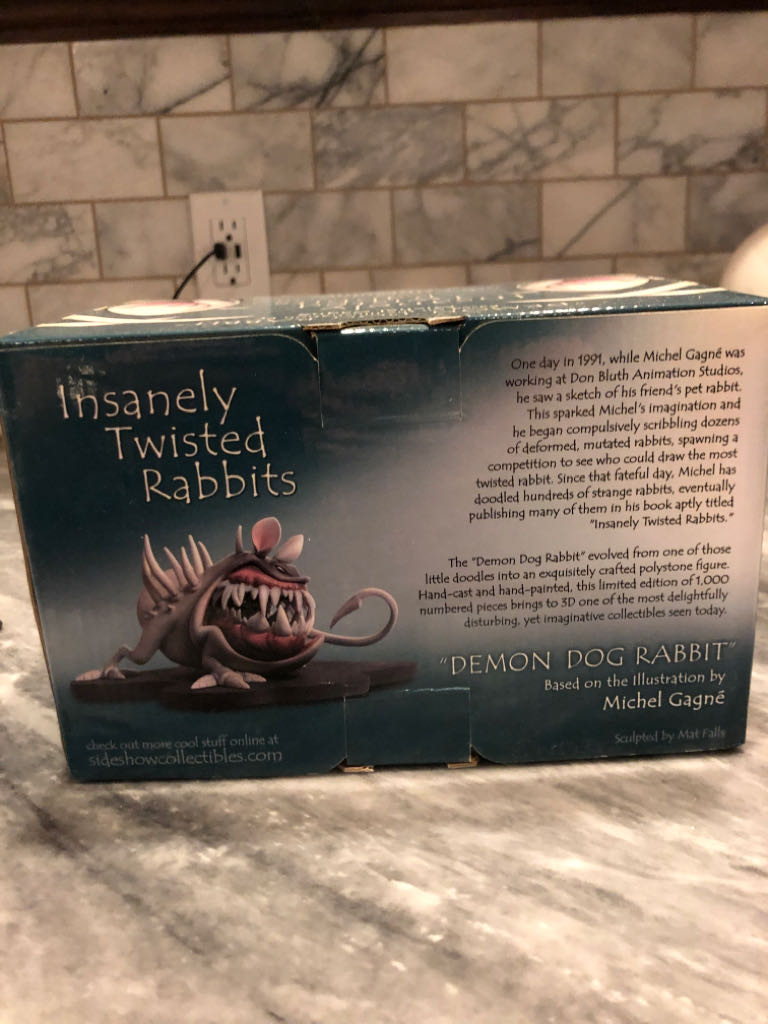 Insanely
Twisted
Rabbits
One day in 1991, while Michel Gagné was
working at Don Bluth Animation Studios,
he saw a sketch of his friend's pet rabbit.
This sparked Michel's imagination and
he began compulsively scribbling dozens
of deformed, mutated rabbits, spawning a
competition to see who could draw the most
twisted rabbit. Since that fateful day, Michel has
doodled hundreds of strange rabbits, eventually
publishing many of them in his book aptly titled
"Insanely Twisted Rabbits."
The "Demon Dog Rabbit" evolved from one of those
little doodles into an exquisitely crafted polystone figure.
Hand-cast and hand-painted, this limited edition of 1,000
numbered pieces brings to 3D one of the most delightfully
disturbing, yet imaginative collectibles seen today.
"DEMON DOG RABBIT"
Based on the illustration by
Michel Gagné
Sculpted by Mat Falls
check out more cool stuff online at
sideshowcollectibles.com